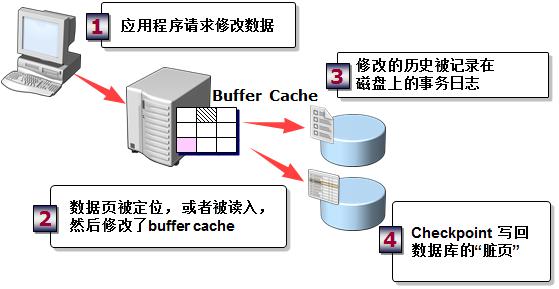 1 应用程序请求修改数据
Buffer Cache
3 修改的历史被记录在
磁盘上的事务日志
2 数据页被定位，或者被读入，
然后修改了buffer cache
4 Checkpoint 写回
数据库的“脏页”